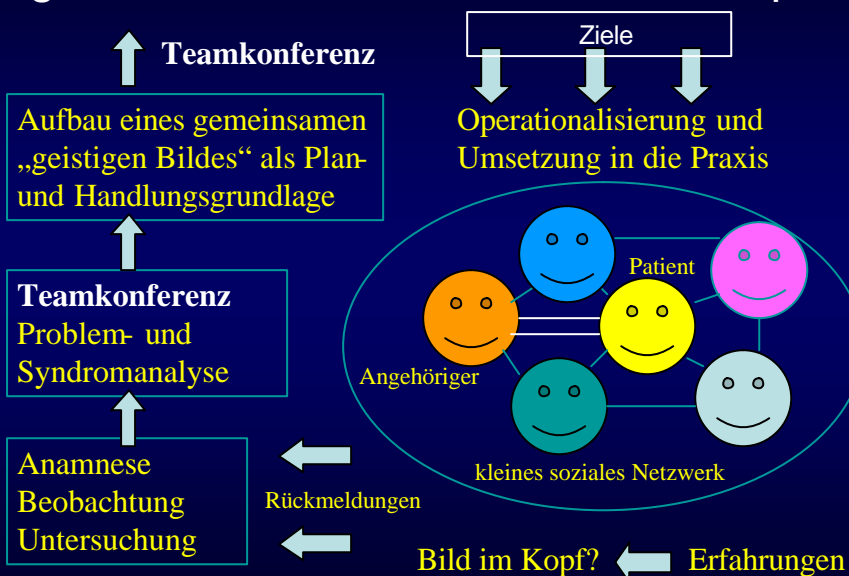 Teamkonferenz
Ziele
Aufbau eines gemeinsamen
„geistigen Bildes“ als Plan-
und Handlungsgrundlage
Operationalisierung und
Umsetzung in die Praxis
Teamkonferenz
Problem- und
Syndromanalyse
Patient
Angehöriger
kleines soziales Netzwerk
Anamnese
Beobachtung
Untersuchung
Rückmeldungen
Bild im Kopf?
Erfahrungen